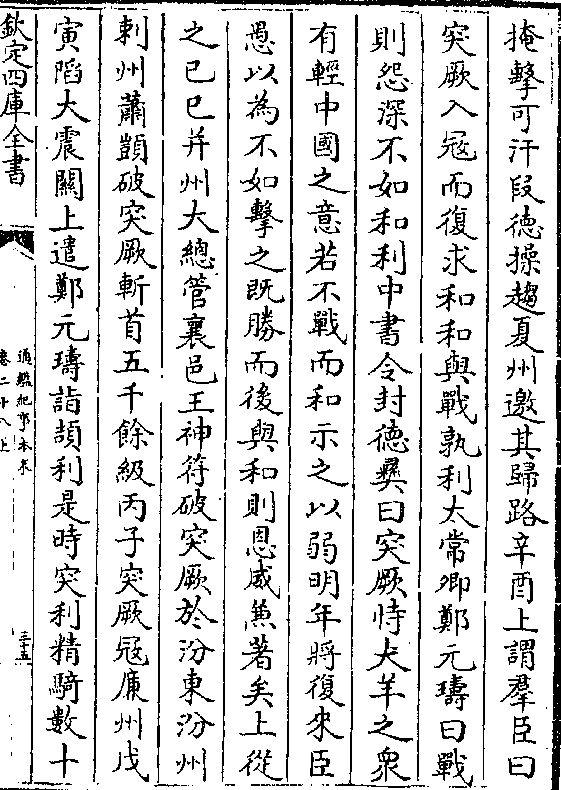 掩擊可汗段德操趨夏州邀其歸路辛酉上謂羣臣曰
突厥入冦而復求和和與戰孰利太常卿鄭元璹曰戰
則怨深不如和利中書令封德彞曰突厥恃犬羊之衆
有輕中國之意若不戰而和示之以弱明年將復來臣
愚以為不如擊之既勝而後與和則恩威兼著矣上從
之己巳并州大總管襄邑王神符破突厥於汾東汾州
刺州蕭顗破突厥斬首五千餘級丙子突厥冦廉州戊
寅陷大震關上遣鄭元璹詣頡利是時突利精騎數十
欽定四庫全書
通鑑紀事本末
卷二十八上
三十五